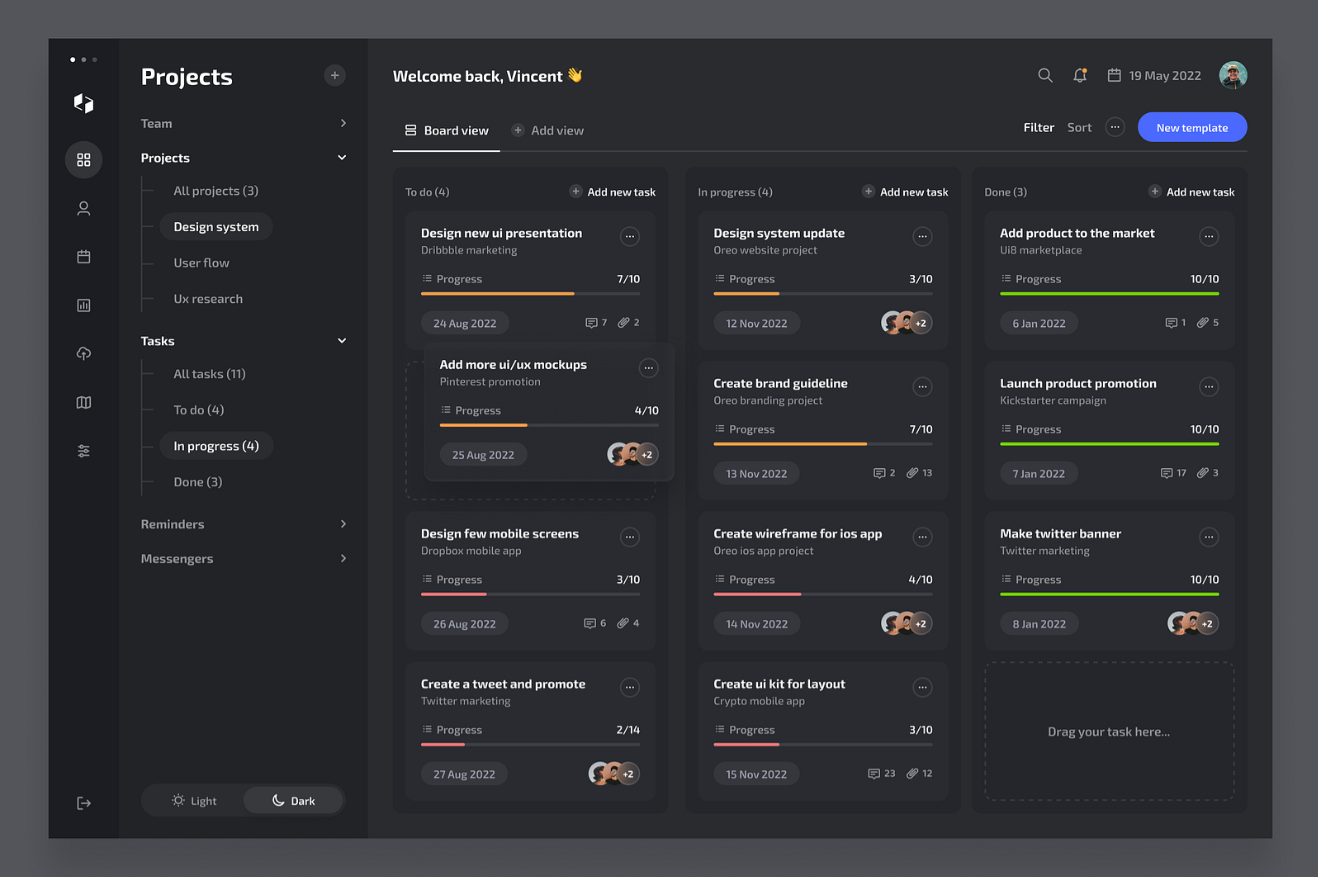 Projects
Team
Projects
All projects (3)
Design system
User flow
Ux research
Tasks
All tasks (11)
To do (4)
In progress (4)
Done (3)
Reminders
Messengers
Light
Dark
Welcome back, Vincent 👋
19 May 2022
Board view
Add view
Filter
Sort
New template
To do (4)
Add new task
Design new ui presentation
Dribbble marketing
Progress
7/10
24 Aug 2022
7
2
Add more ui/ux mockups
Pinterest promotion
Progress
4/10
25 Aug 2022
+2
Design few mobile screens
Dropbox mobile app
Progress
3/10
26 Aug 2022
6
4
Create a tweet and promote
Twitter marketing
Progress
2/14
27 Aug 2022
+2
In progress (4)
Add new task
Design system update
Oreo website project
Progress
3/10
12 Nov 2022
+2
Create brand guideline
Oreo branding project
Progress
7/10
13 Nov 2022
2
13
Create wireframe for ios app
Oreo ios app project
Progress
4/10
14 Nov 2022
+2
Create ui kit for layout
Crypto mobile app
Progress
3/10
15 Nov 2022
23
12
Done (3)
Add new task
Add product to the market
Ui8 marketplace
Progress
10/10
6 Jan 2022
1
5
Launch product promotion
Kickstarter campaign
Progress
10/10
7 Jan 2022
17
3
Make twitter banner
Twitter marketing
Progress
10/10
8 Jan 2022
+2
Drag your task here...